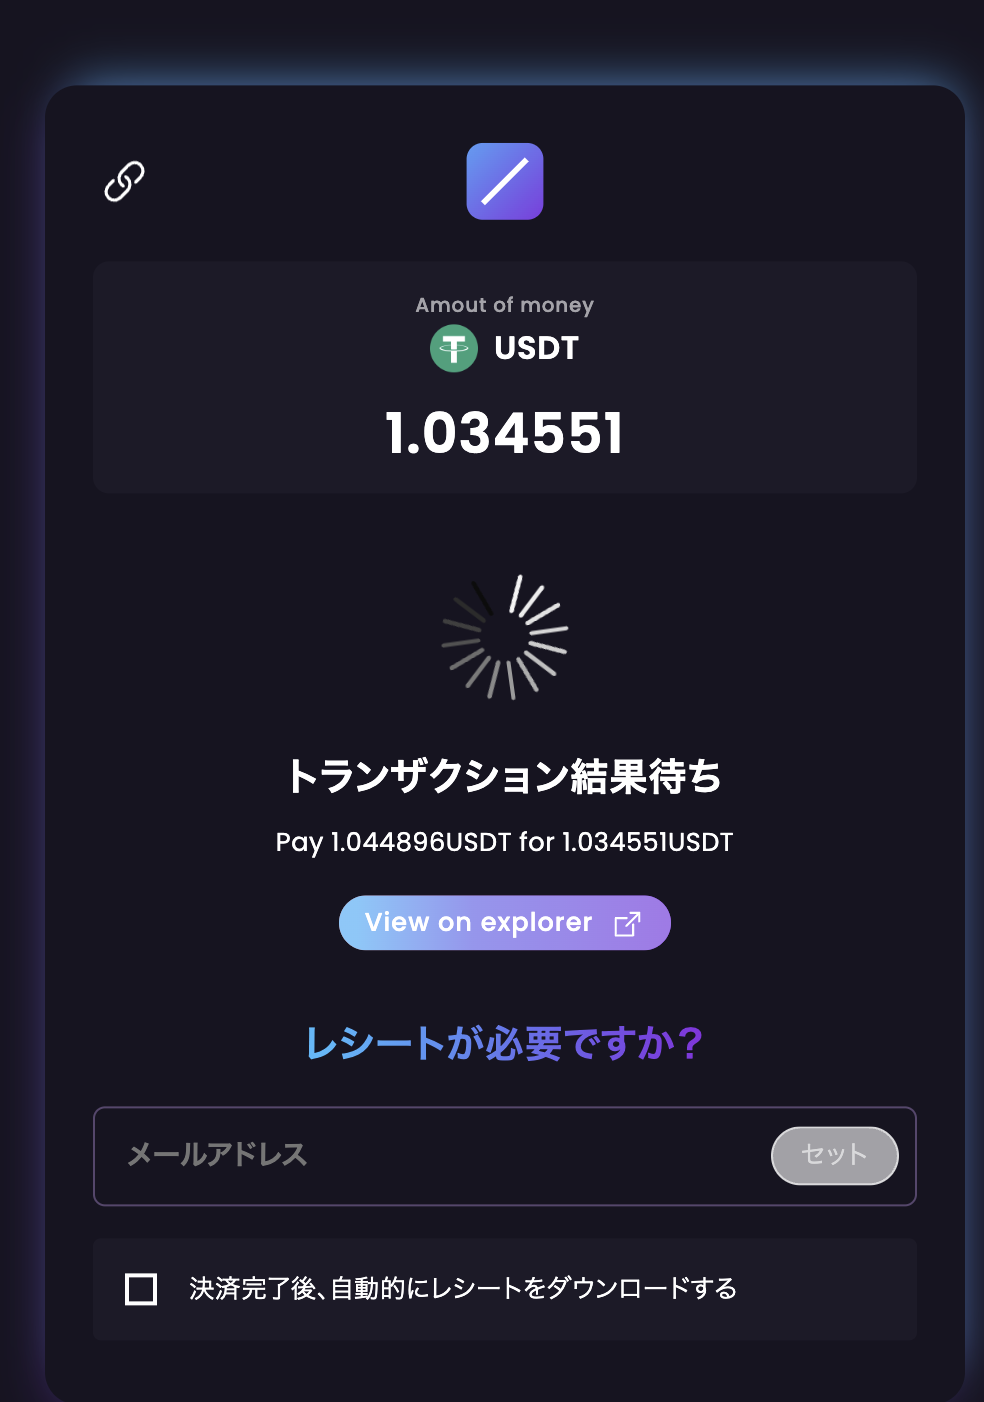 Amout of money
USDT
1.034551
トランザクション結果待ち
Pay 1.044896USDT for 1.034551USDT
View on explorer
レシートが必要ですか？
メールアドレス
セット
決済完了後、自動的にレシートをダウンロードする